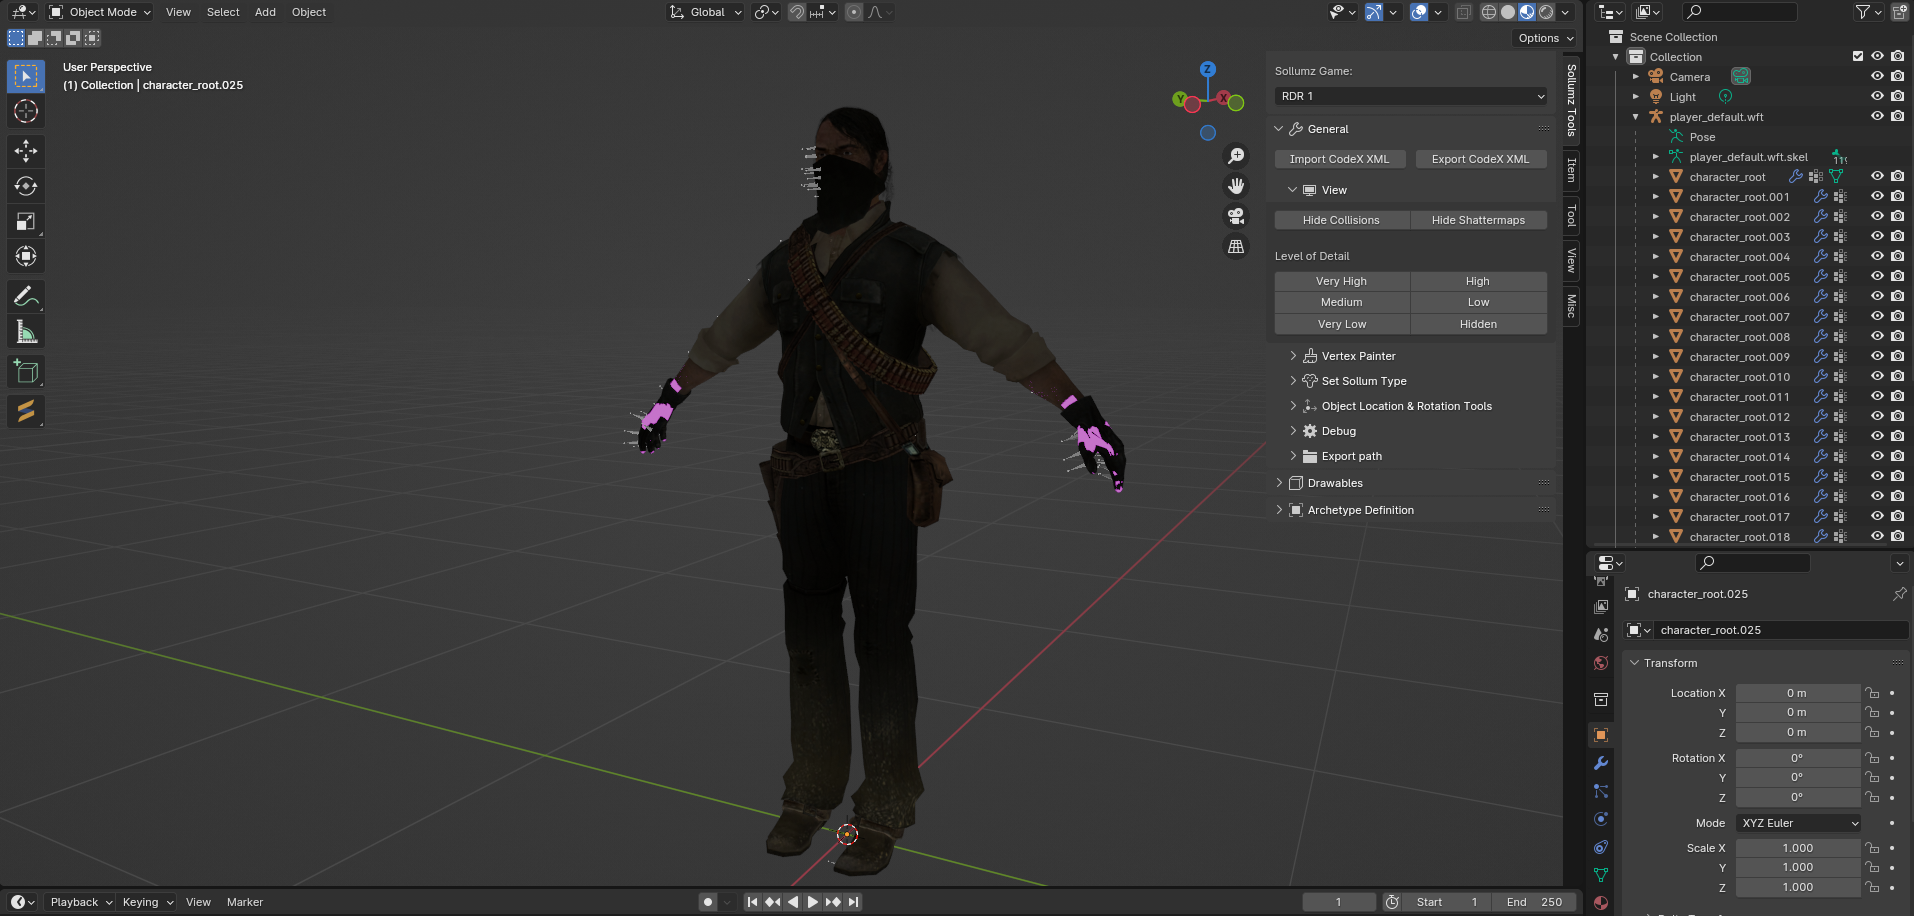 Object Mode View Select Add Object Global
Options
User Perspective
(1) Collection | character_root.025
Z
Y
X
Sollumz Game:
RDR 1
General
Import CodeX XML Export CodeX XML
View
Hide Collisions Hide Shattermaps
Level of Detail
Very High High
Medium Low
Very Low Hidden
Vertex Painter
Set Sollum Type
Object Location & Rotation Tools
Debug
Export path
Drawables
Archetype Definition
Sollumz Tools
Item
Tool
View
Misc
Scene Collection
Collection
Camera
Light
player_default.wft
Pose
player_default.wft.skel
character_root
character_root.001
character_root.002
character_root.003
character_root.004
character_root.005
character_root.006
character_root.007
character_root.008
character_root.009
character_root.010
character_root.011
character_root.012
character_root.013
character_root.014
character_root.015
character_root.016
character_root.017
character_root.018
character_root.025
character_root.025
Transform
Location X 0 m
Y 0 m
Z 0 m
Rotation X 0°
Y 0°
Z 0°
Mode XYZ Euler
Scale X 1.000
Y 1.000
Z 1.000
Playback Keying View Marker 1 Start 1 End 250